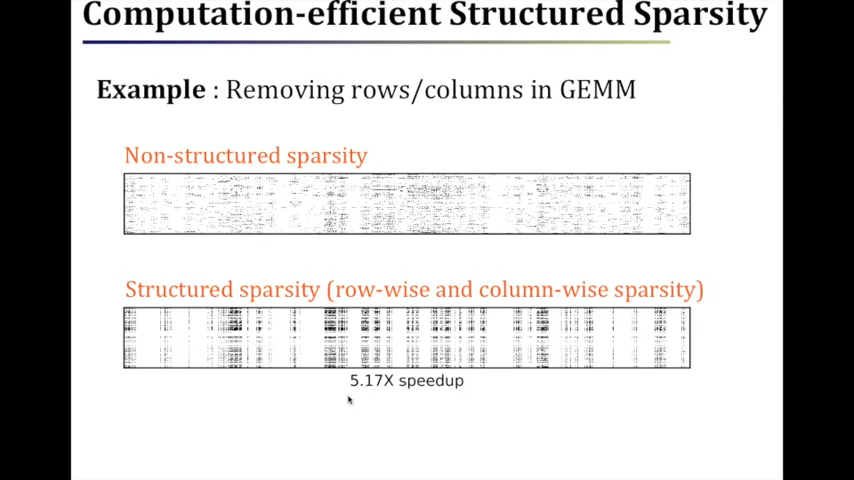 Computation-efficient Structured Sparsity
Example : Removing rows/columns in GEMM
Non-structured sparsity
Structured sparsity (row-wise and column-wise sparsity)
5.17X speedup